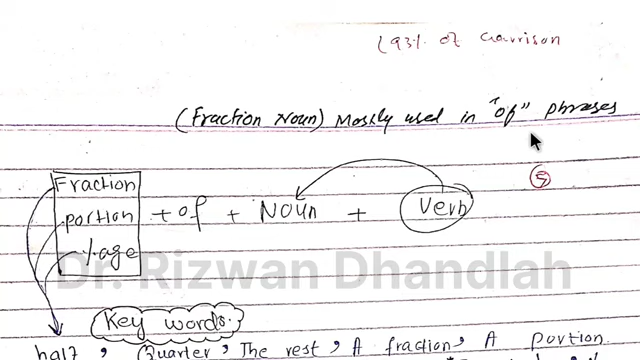 (93% of Garrison
(Fraction Noun) Mostly used in "of" phrases
5
Fraction
portion + of + Noun + Verb
%age
Dr. Rizwan Dhandlah
Key words.
half, Quarter, The rest, A fraction, A portion